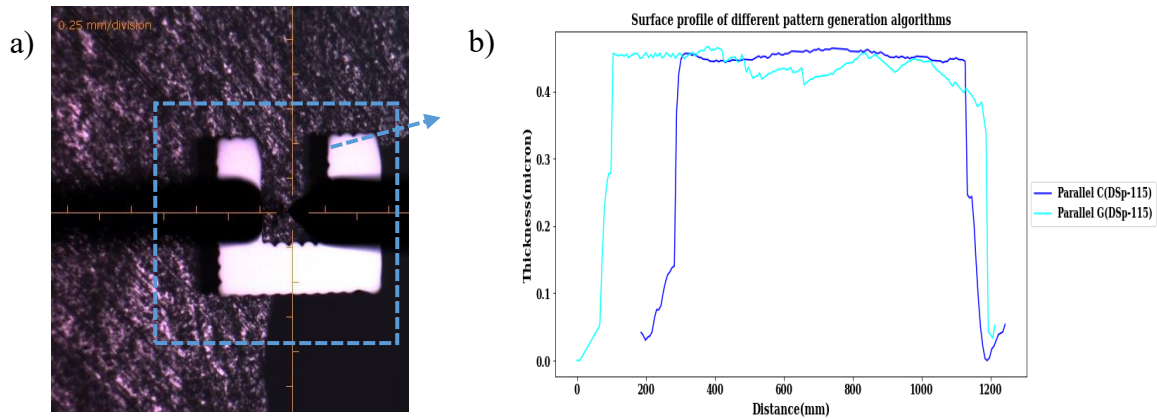 a)
0.25 mm/division
b)
Surface profile of different pattern generation algorithms
Thickness(micron)
0.4
0.3
0.2
0.1
0.0
0
200
400
600
800
1000
1200
Distance(mm)
Parallel C(DSp-115)
Parallel G(DSp-115)